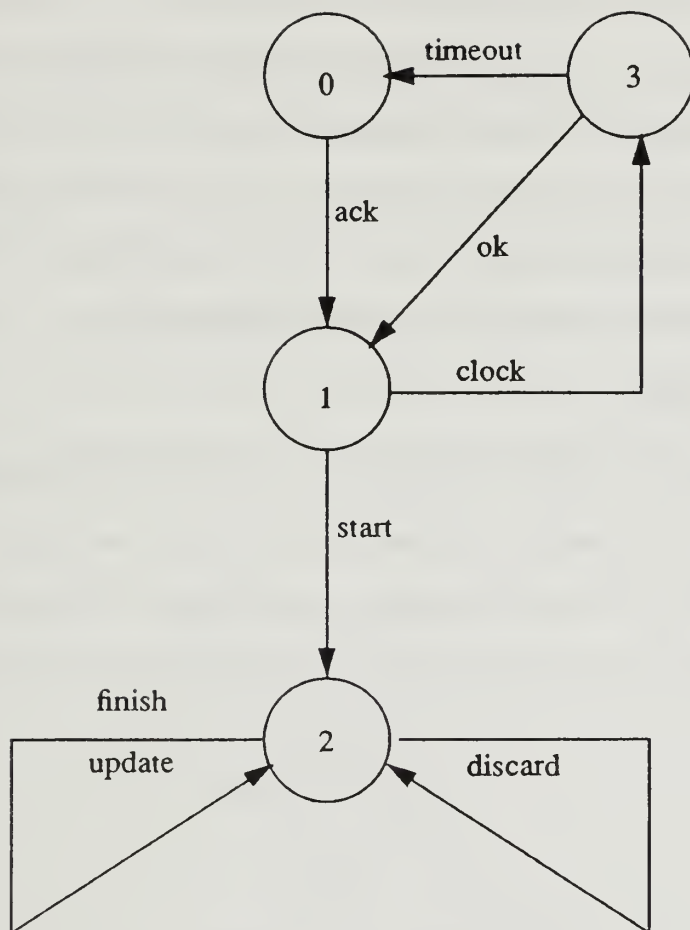 timeout
0
3
ack
ok
clock
1
start
finish
2
update
discard